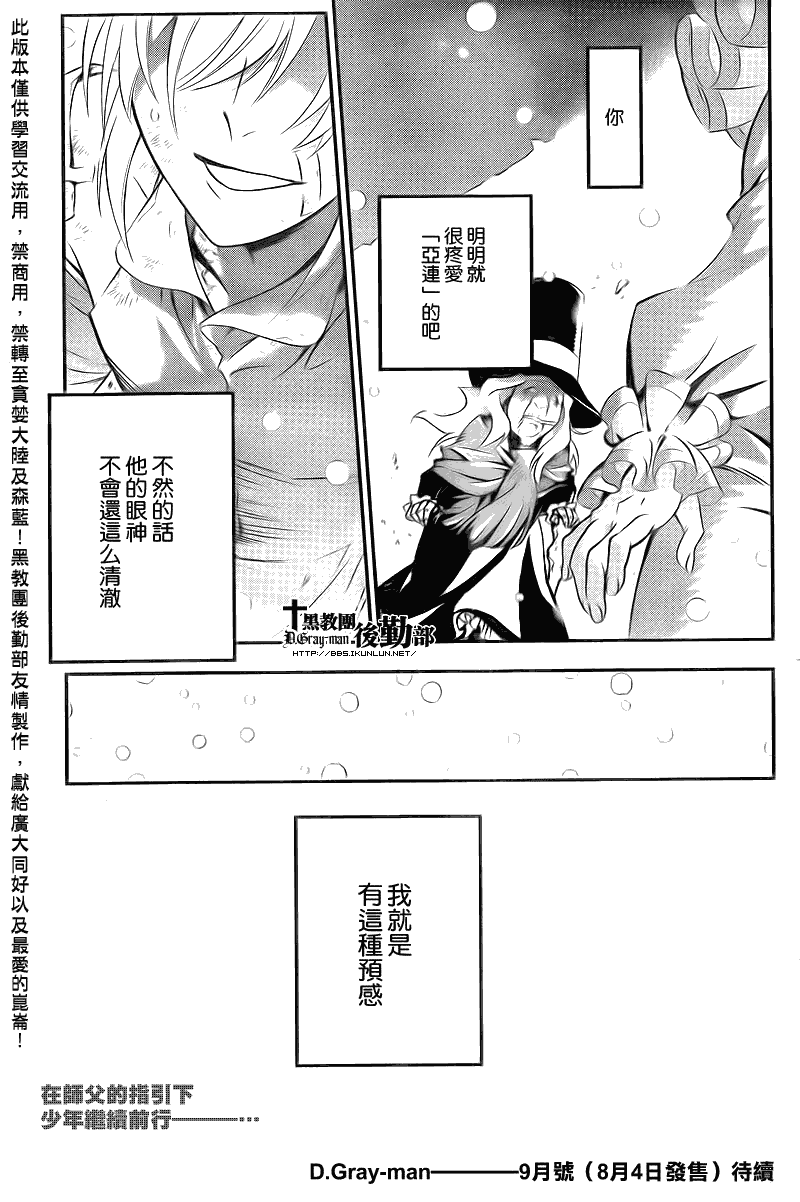 你
明明就
很疼愛
「亞連」的吧
不然的話
他的眼神
不會還這么清澈
黑教團
D.Gray-man 後勤部
HTTP://BBS.IKUNLUN.NET/
我就是
有這種預感
在師父的指引下
少年繼續前行————…
D.Gray-man————9月號（8月4日發售）待續
此版本僅供學習交流用，禁商用，禁轉至貪婪大陸及森藍！黑教團後勤部友情製作，獻給廣大同好以及最愛的崑崙！